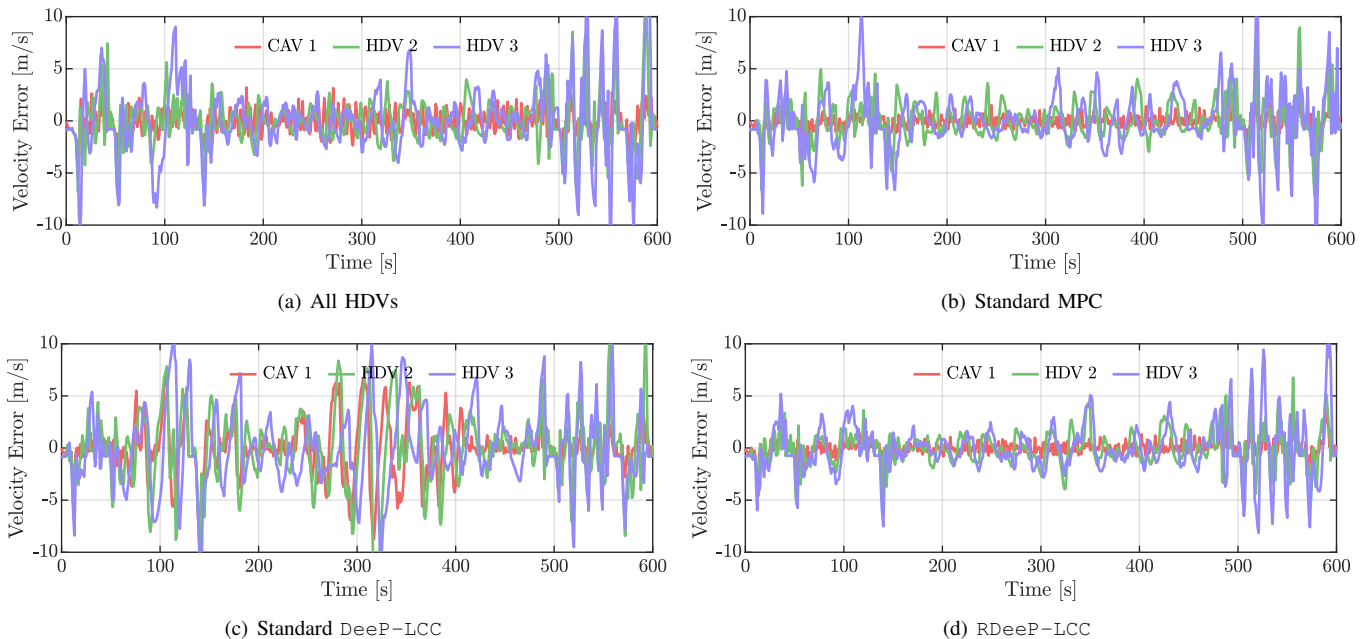 10
5
0
-5
-10
Velocity Error [m/s]
CAV 1 HDV 2 HDV 3
0 100 200 300 400 500 600
Time [s]
(a) All HDVs
10
5
0
-5
-10
Velocity Error [m/s]
CAV 1 HDV 2 HDV 3
0 100 200 300 400 500 600
Time [s]
(b) Standard MPC
10
5
0
-5
-10
Velocity Error [m/s]
CAV 1 HDV 2 HDV 3
0 100 200 300 400 500 600
Time [s]
(c) Standard DeeP-LCC
10
5
0
-5
-10
Velocity Error [m/s]
CAV 1 HDV 2 HDV 3
0 100 200 300 400 500 600
Time [s]
(d) RDeeP-LCC